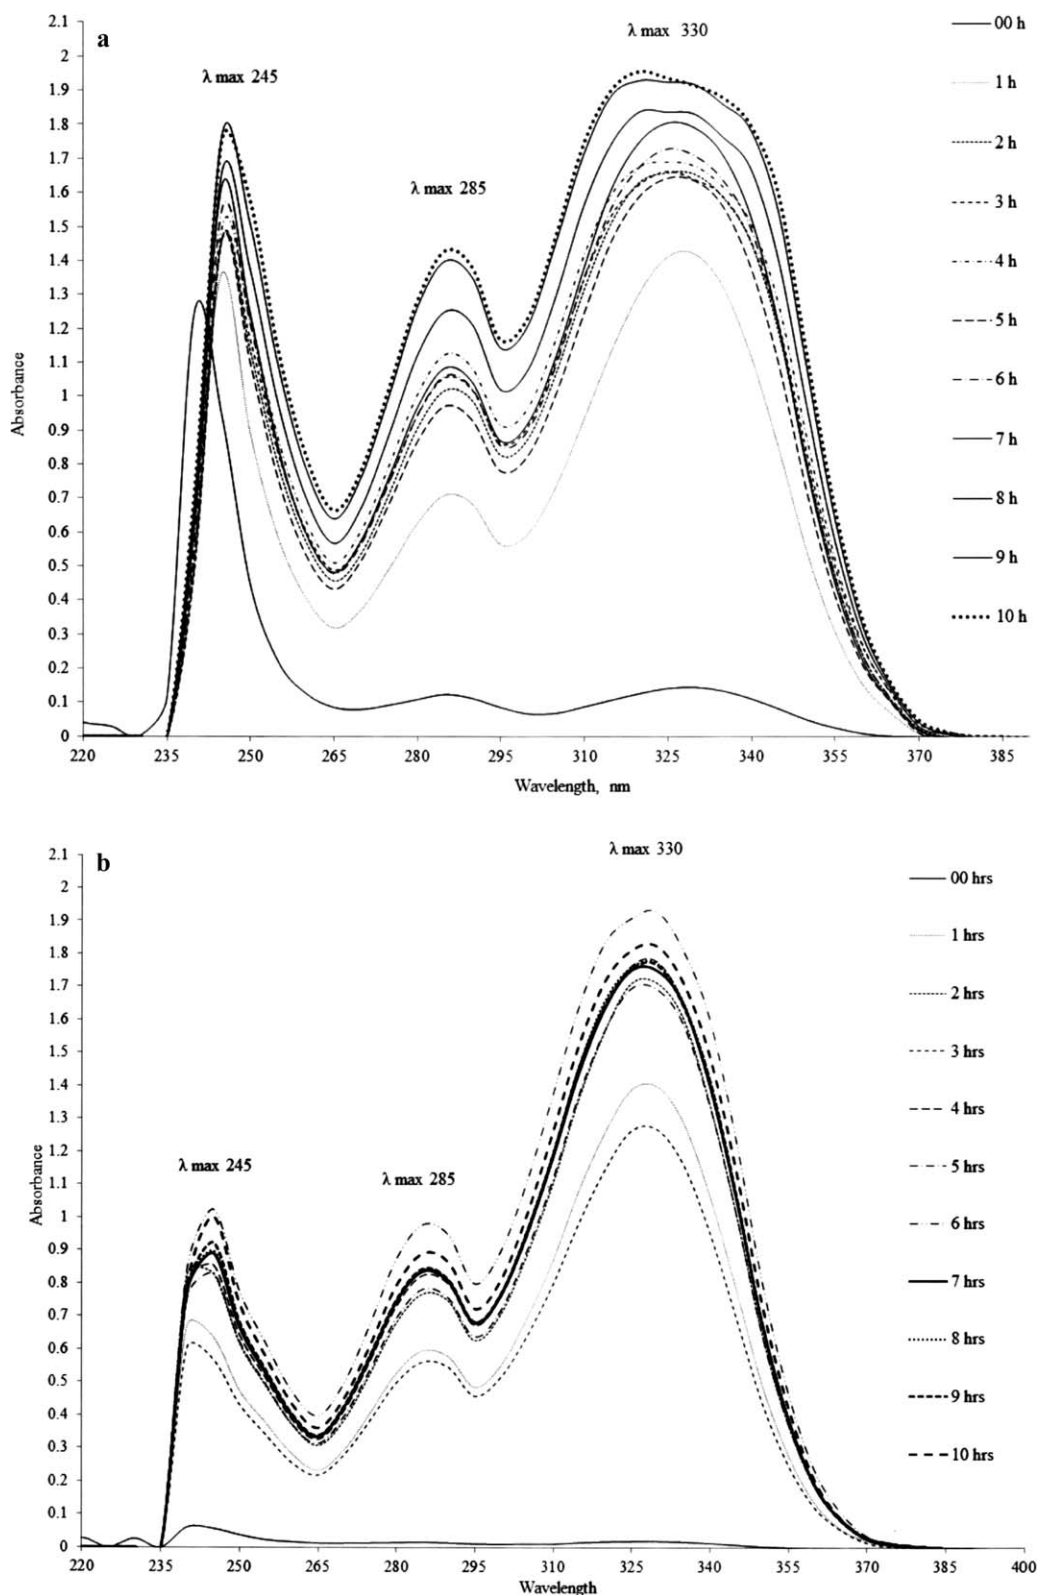 a
λ max 245
λ max 285
λ max 330
2.1
2
1.9
1.8
1.7
1.6
1.5
1.4
1.3
1.2
1.1
1
0.9
0.8
0.7
0.6
0.5
0.4
0.3
0.2
0.1
0
Absorbance
220 235 250 265 280 295 310 325 340 355 370 385
Wavelength, nm
00 h
1 h
2 h
3 h
4 h
5 h
6 h
7 h
8 h
9 h
10 h
b
λ max 245
λ max 285
λ max 330
2.1
2
1.9
1.8
1.7
1.6
1.5
1.4
1.3
1.2
1.1
1
0.9
0.8
0.7
0.6
0.5
0.4
0.3
0.2
0.1
0
Absorbance
220 235 250 265 280 295 310 325 340 355 370 385 400
Wavelength
00 hrs
1 hrs
2 hrs
3 hrs
4 hrs
5 hrs
6 hrs
7 hrs
8 hrs
9 hrs
10 hrs